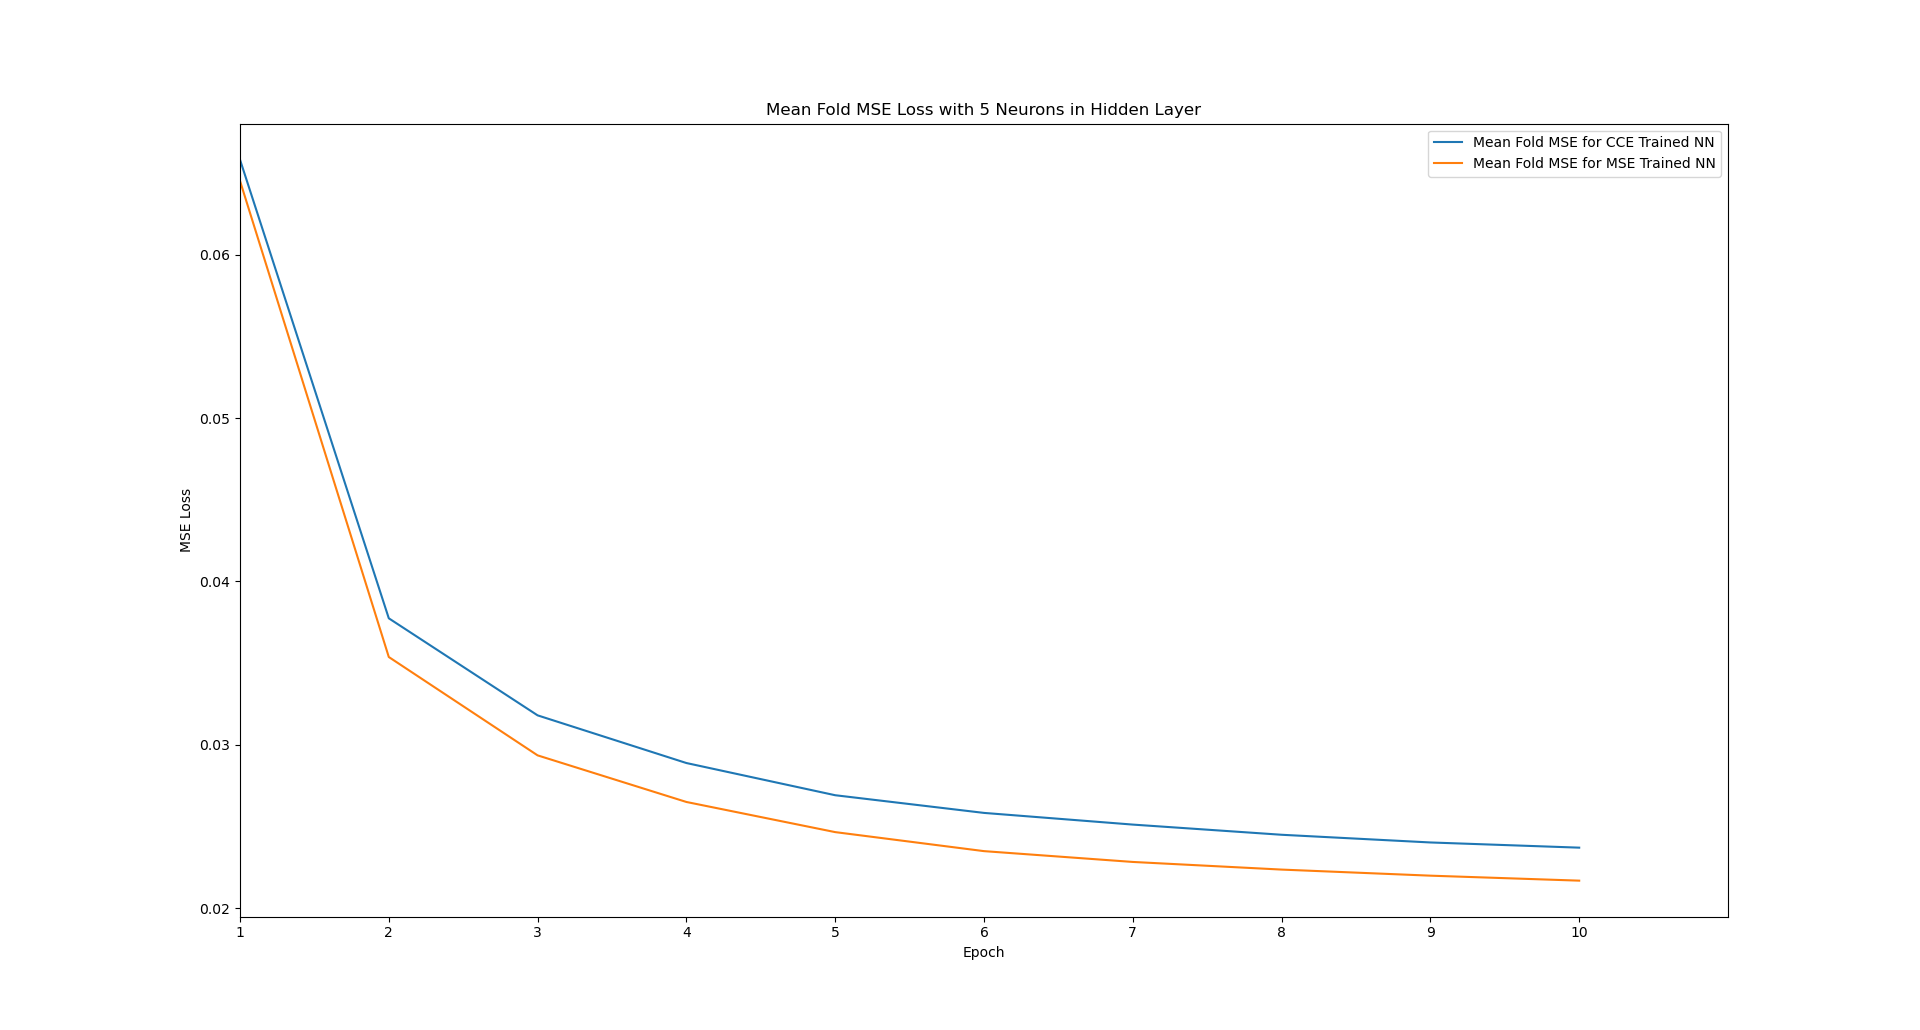 Mean Fold MSE Loss with 5 Neurons in Hidden Layer
Mean Fold MSE for CCE Trained NN
Mean Fold MSE for MSE Trained NN
0.06
0.05
0.04
0.03
0.02
MSE Loss
1 2 3 4 5 6 7 8 9 10
Epoch